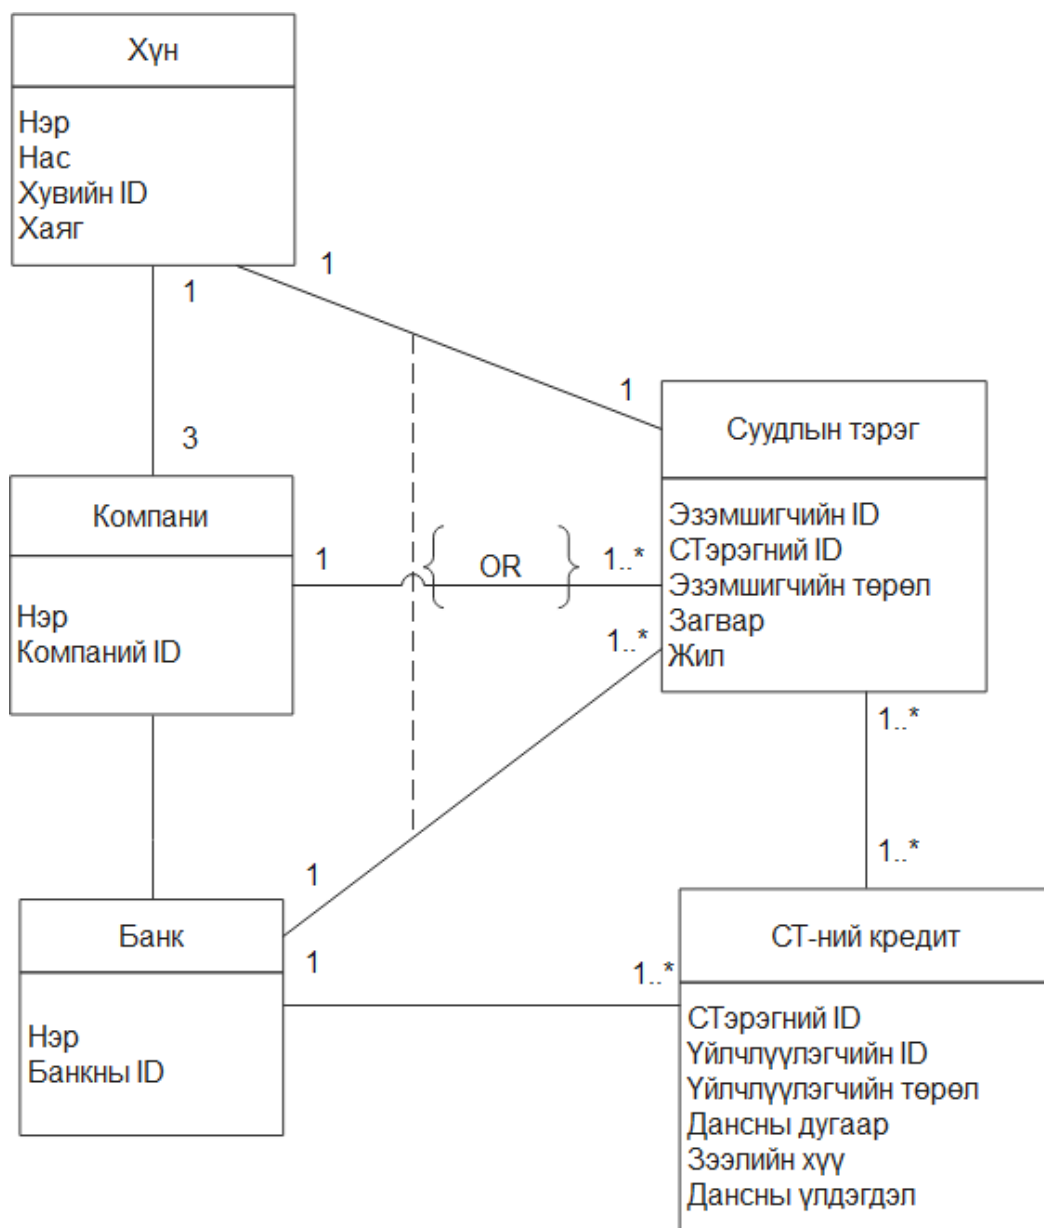 Хүн
Нэр
Нас
Хувийн ID
Хаяг
1
1
3
1
Суудлын тэрэг
Эзэмшигчийн ID
СТэрэгний ID
Эзэмшигчийн төрөл
Загвар
Жил
Компани
Нэр
Компаний ID
1
{ OR }
1..*
1..*
1..*
1..*
1
1
1..*
Банк
Нэр
Банкны ID
СТ-ний кредит
СТэрэгний ID
Үйлчлүүлэгчийн ID
Үйлчлүүлэгчийн төрөл
Дансны дугаар
Зээлийн хүү
Дансны үлдэгдэл